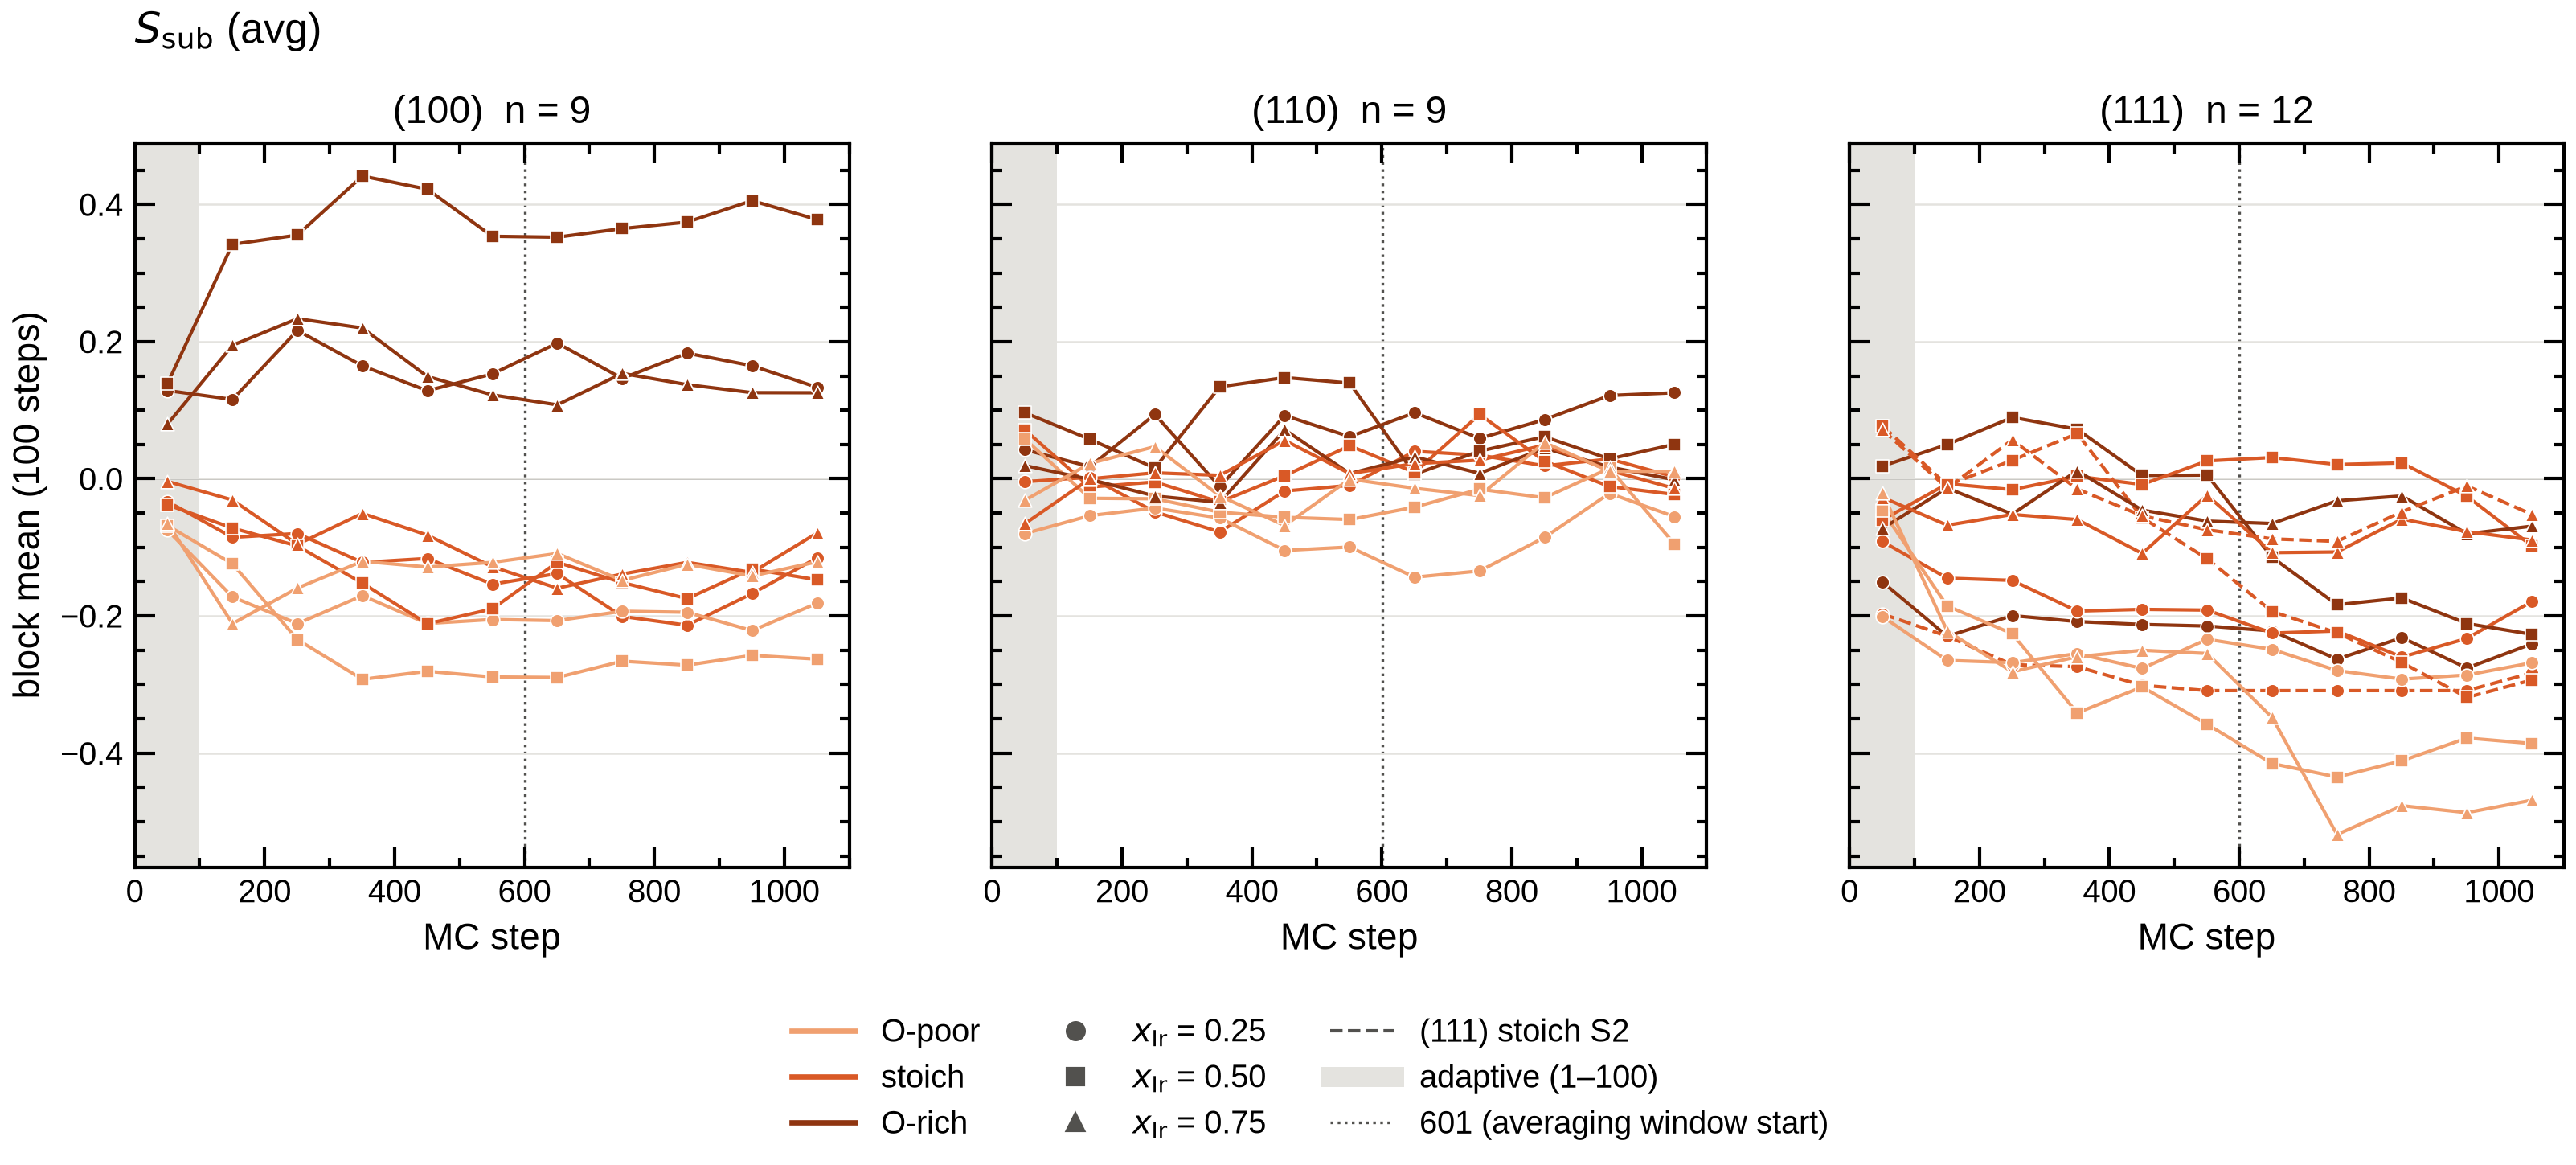 S_sub (avg)
(100) n = 9
(110) n = 9
(111) n = 12
block mean (100 steps)
0.4
0.2
0.0
−0.2
−0.4
0 200 400 600 800 1000
0 200 400 600 800 1000
0 200 400 600 800 1000
MC step
MC step
MC step
O-poor
stoich
O-rich
x_Ir = 0.25
x_Ir = 0.50
x_Ir = 0.75
(111) stoich S2
adaptive (1–100)
601 (averaging window start)